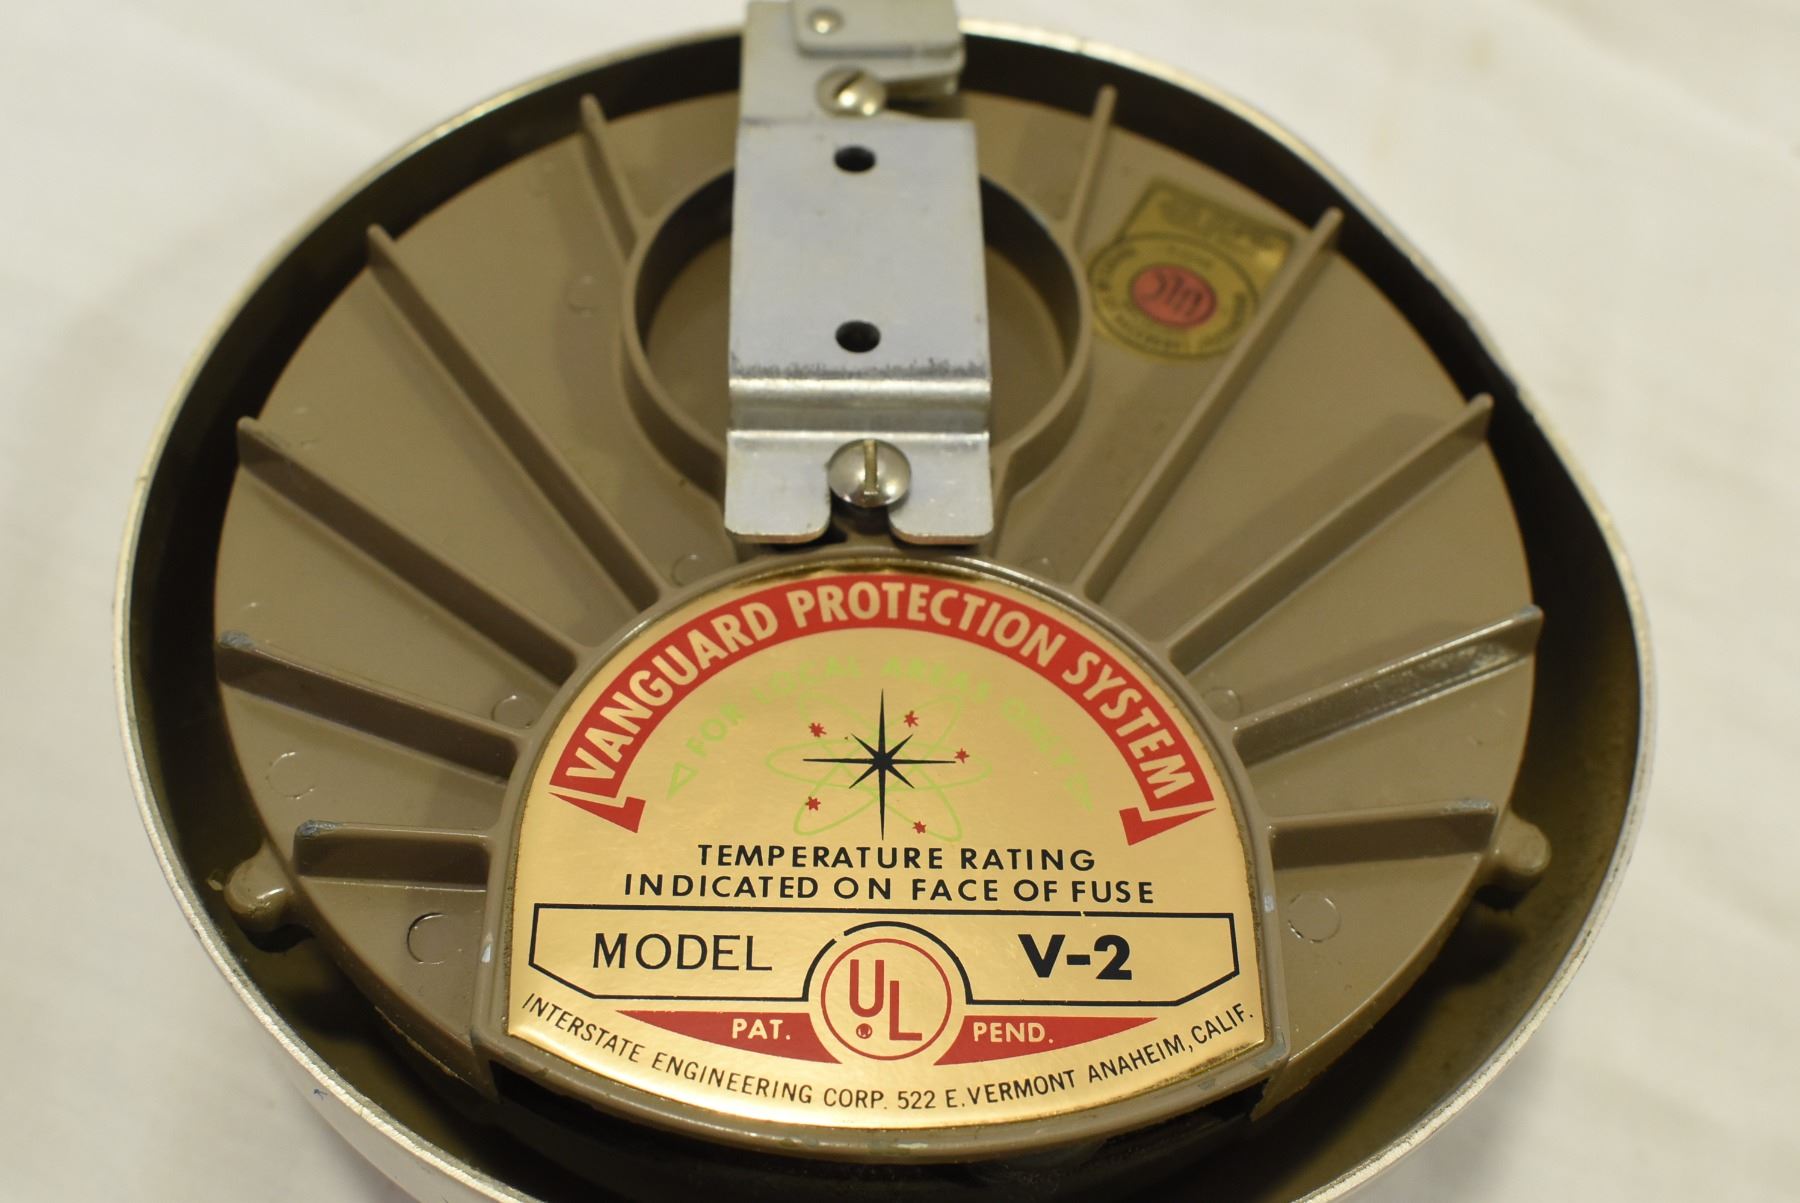 VANGUARD PROTECTION SYSTEM
FOR LOCAL AREAS ONLY
TEMPERATURE RATING
INDICATED ON FACE OF FUSE
MODEL V-2
UL
PAT. PEND.
INTERSTATE ENGINEERING CORP. 522 E. VERMONT ANAHEIM, CALIF.